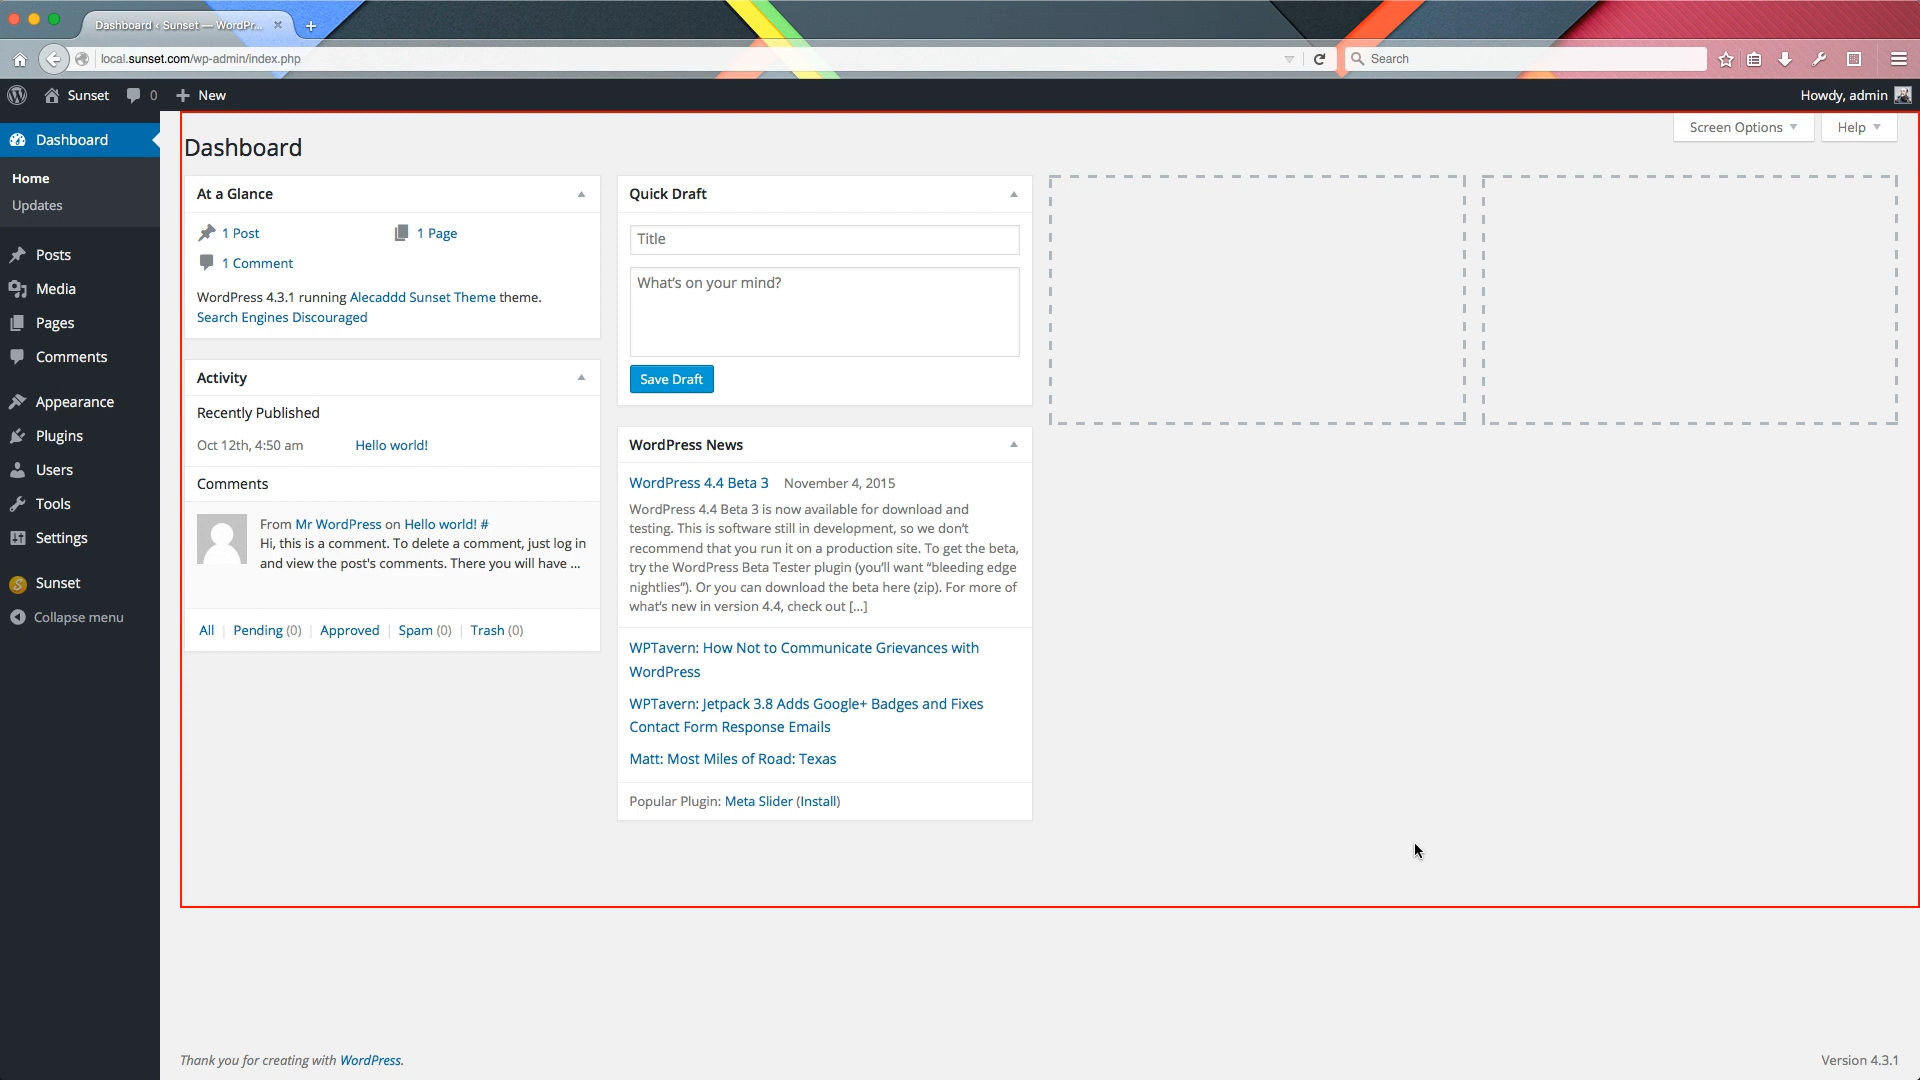 Dashboard ‹ Sunset — WordPr...
local.sunset.com/wp-admin/index.php
Search
Sunset
0
New
Howdy, admin
Dashboard
Home
Updates
Posts
Media
Pages
Comments
Appearance
Plugins
Users
Tools
Settings
Sunset
Collapse menu
Screen Options
Help
Dashboard
At a Glance
1 Post
1 Page
1 Comment
WordPress 4.3.1 running Alecaddd Sunset Theme theme.
Search Engines Discouraged
Activity
Recently Published
Oct 12th, 4:50 am
Hello world!
Comments
From Mr WordPress on Hello world! #
Hi, this is a comment. To delete a comment, just log in
and view the post's comments. There you will have ...
All | Pending (0) | Approved | Spam (0) | Trash (0)
Quick Draft
Title
What's on your mind?
Save Draft
WordPress News
WordPress 4.4 Beta 3 November 4, 2015
WordPress 4.4 Beta 3 is now available for download and
testing. This is software still in development, so we don't
recommend that you run it on a production site. To get the beta,
try the WordPress Beta Tester plugin (you'll want “bleeding edge
nightlies”). Or you can download the beta here (zip). For more of
what's new in version 4.4, check out [...]
WPTavern: How Not to Communicate Grievances with
WordPress
WPTavern: Jetpack 3.8 Adds Google+ Badges and Fixes
Contact Form Response Emails
Matt: Most Miles of Road: Texas
Popular Plugin: Meta Slider (Install)
Thank you for creating with WordPress.
Version 4.3.1